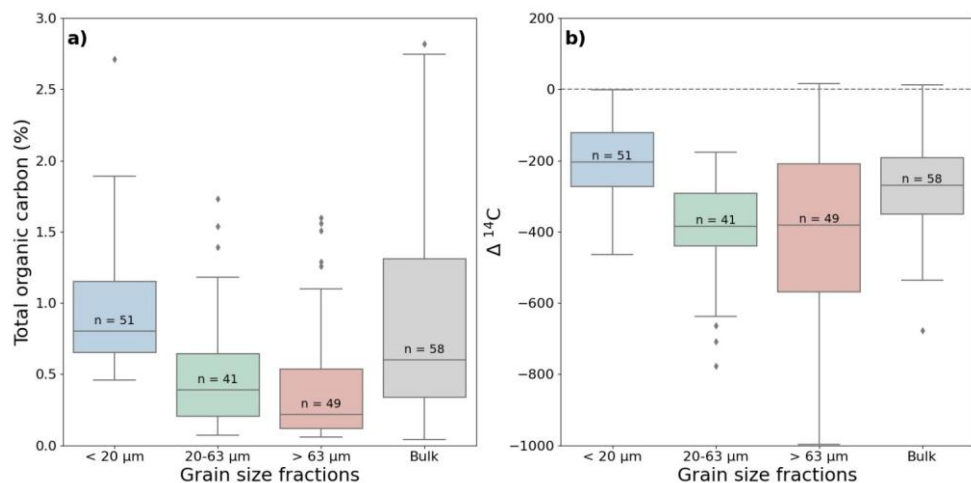 a)
Total organic carbon (%)
3.0
2.5
2.0
1.5
1.0
0.5
0.0
n = 51
n = 41
n = 49
n = 58
< 20 µm
20-63 µm
> 63 µm
Bulk
Grain size fractions
b)
Δ ¹⁴C
200
0
−200
−400
−600
−800
−1000
n = 51
n = 41
n = 49
n = 58
< 20 µm
20-63 µm
> 63 µm
Bulk
Grain size fractions